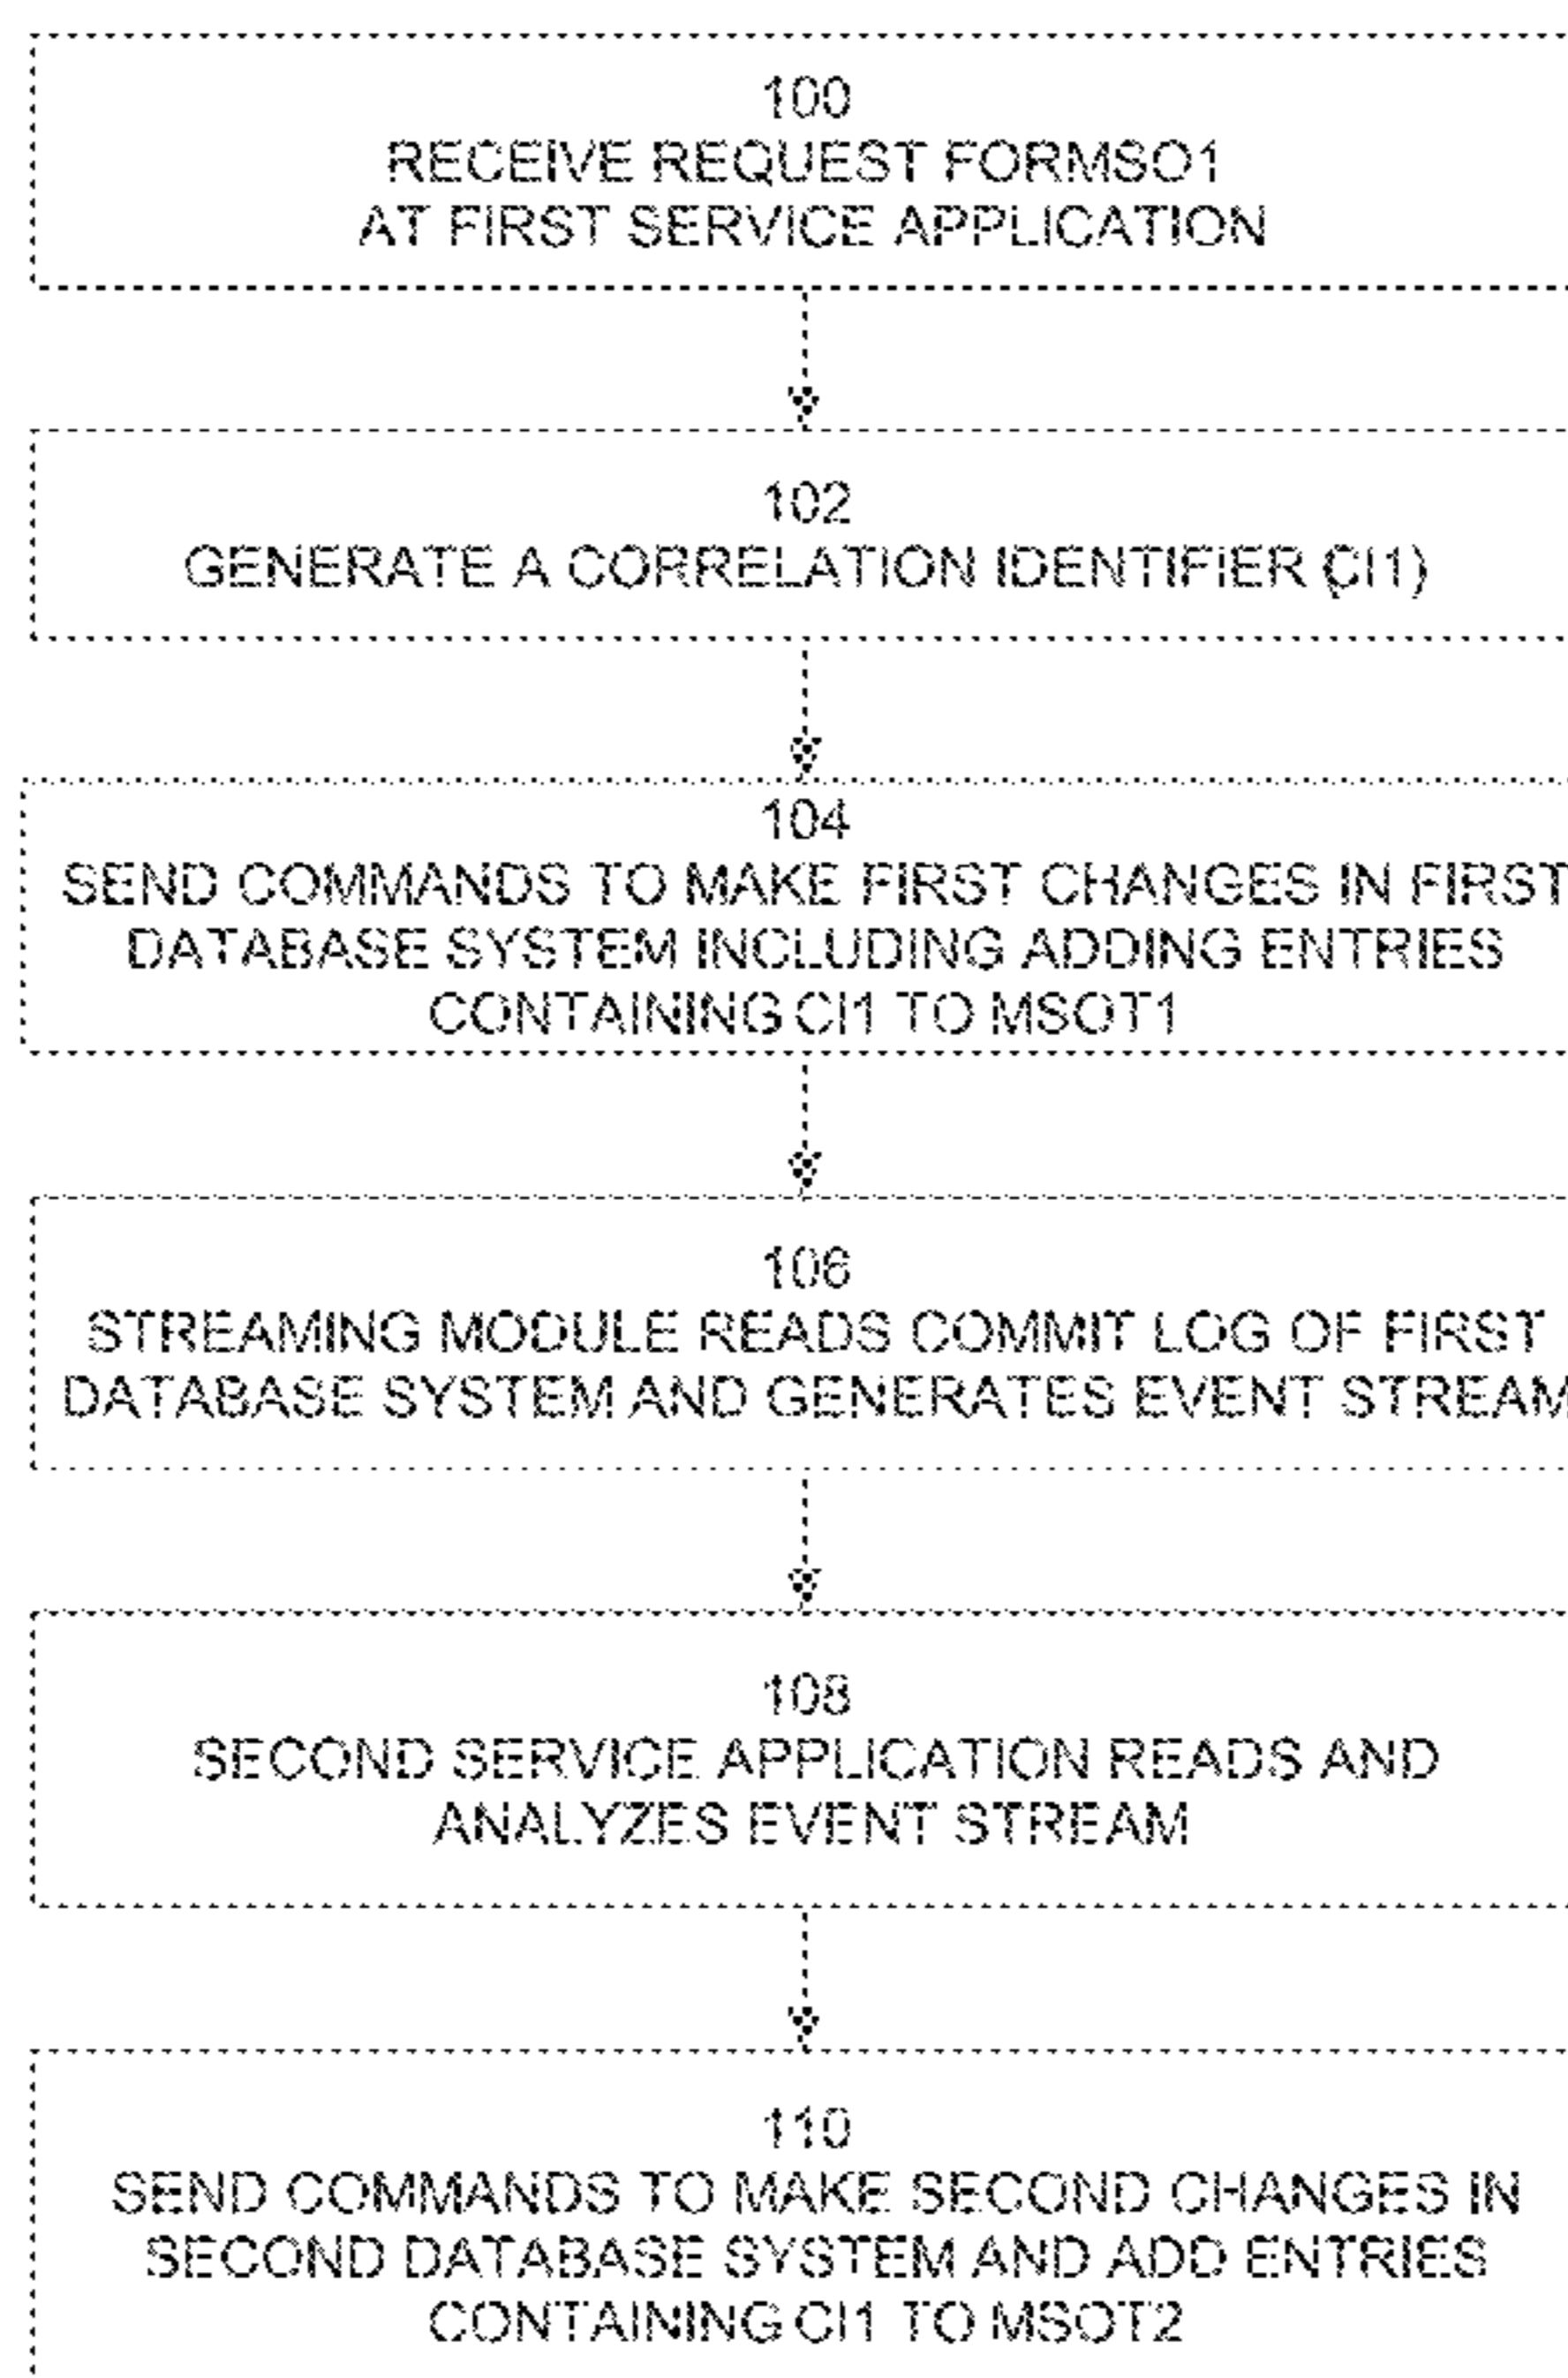 100
RECEIVE REQUEST FORMSO1
AT FIRST SERVICE APPLICATION
102
GENERATE A CORRELATION IDENTIFIER (CI1)
104
SEND COMMANDS TO MAKE FIRST CHANGES IN FIRST
DATABASE SYSTEM INCLUDING ADDING ENTRIES
CONTAINING CI1 TO MSOT1
106
STREAMING MODULE READS COMMIT LOG OF FIRST
DATABASE SYSTEM AND GENERATES EVENT STREAM
108
SECOND SERVICE APPLICATION READS AND
ANALYZES EVENT STREAM
110
SEND COMMANDS TO MAKE SECOND CHANGES IN
SECOND DATABASE SYSTEM AND ADD ENTRIES
CONTAINING CI1 TO MSOT2